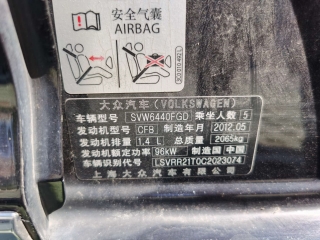 安全气囊
AIRBAG
大众汽车(VOLKSWAGEN)
车辆型号 SVW6440FGD 乘坐人数 5
发动机型号 CFB 制造年月 2012.05
发动机排量 1.4 L 总质量 2065kg
发动机额定功率 96kW 制造国 中国
车辆识别代号 LSVRR21T0C2023074
上海大众汽车有限公司